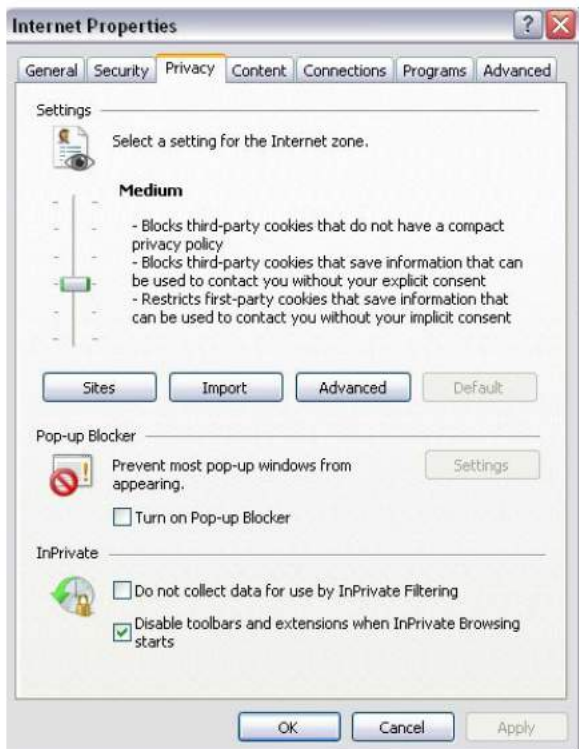 Internet Properties
General Security Privacy Content Connections Programs Advanced
Settings
Select a setting for the Internet zone.
Medium
- Blocks third-party cookies that do not have a compact
privacy policy
- Blocks third-party cookies that save information that can
be used to contact you without your explicit consent
- Restricts first-party cookies that save information that
can be used to contact you without your implicit consent
Sites Import Advanced Default
Pop-up Blocker
Prevent most pop-up windows from
appearing.
Settings
Turn on Pop-up Blocker
InPrivate
Do not collect data for use by InPrivate Filtering
Disable toolbars and extensions when InPrivate Browsing
starts
OK Cancel Apply